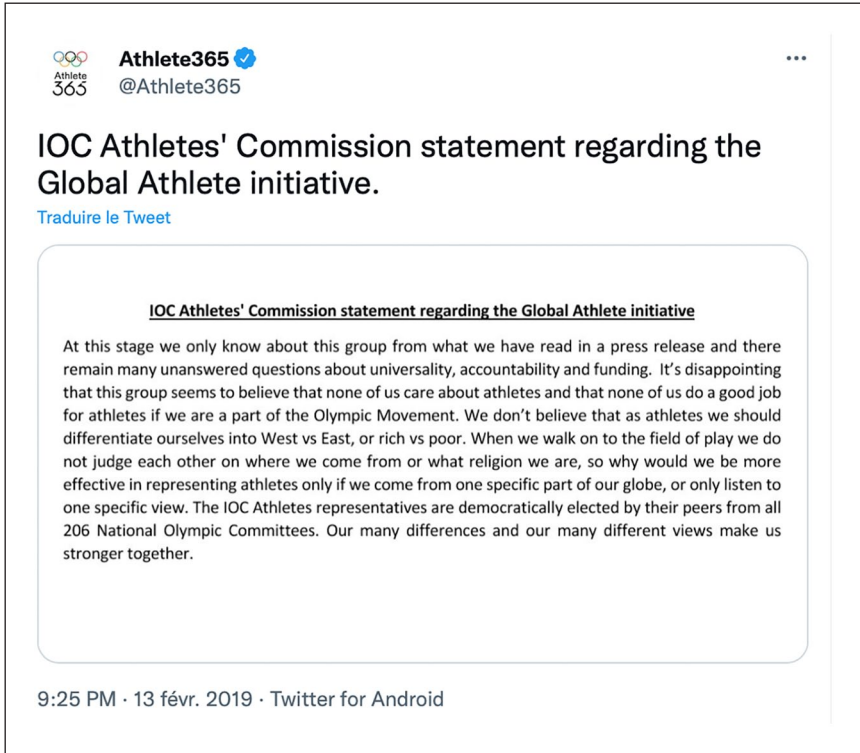 Athlete365
Athlete
365
@Athlete365
IOC Athletes' Commission statement regarding the
Global Athlete initiative.
Traduire le Tweet
IOC Athletes' Commission statement regarding the Global Athlete initiative
At this stage we only know about this group from what we have read in a press release and there
remain many unanswered questions about universality, accountability and funding. It's disappointing
that this group seems to believe that none of us care about athletes and that none of us do a good job
for athletes if we are a part of the Olympic Movement. We don't believe that as athletes we should
differentiate ourselves into West vs East, or rich vs poor. When we walk on to the field of play we do
not judge each other on where we come from or what religion we are, so why would we be more
effective in representing athletes only if we come from one specific part of our globe, or only listen to
one specific view. The IOC Athletes representatives are democratically elected by their peers from all
206 National Olympic Committees. Our many differences and our many different views make us
stronger together.
9:25 PM · 13 févr. 2019 · Twitter for Android